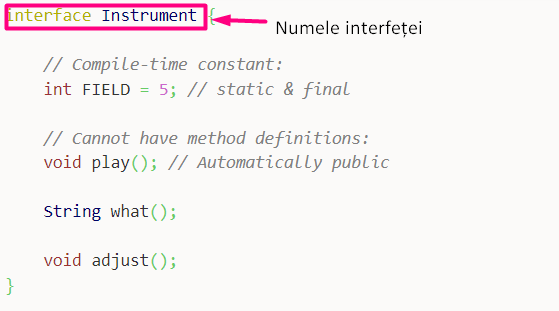 interface Instrument {
Numele interfeței
// Compile-time constant:
int FIELD = 5; // static & final
// Cannot have method definitions:
void play(); // Automatically public
String what();
void adjust();
}